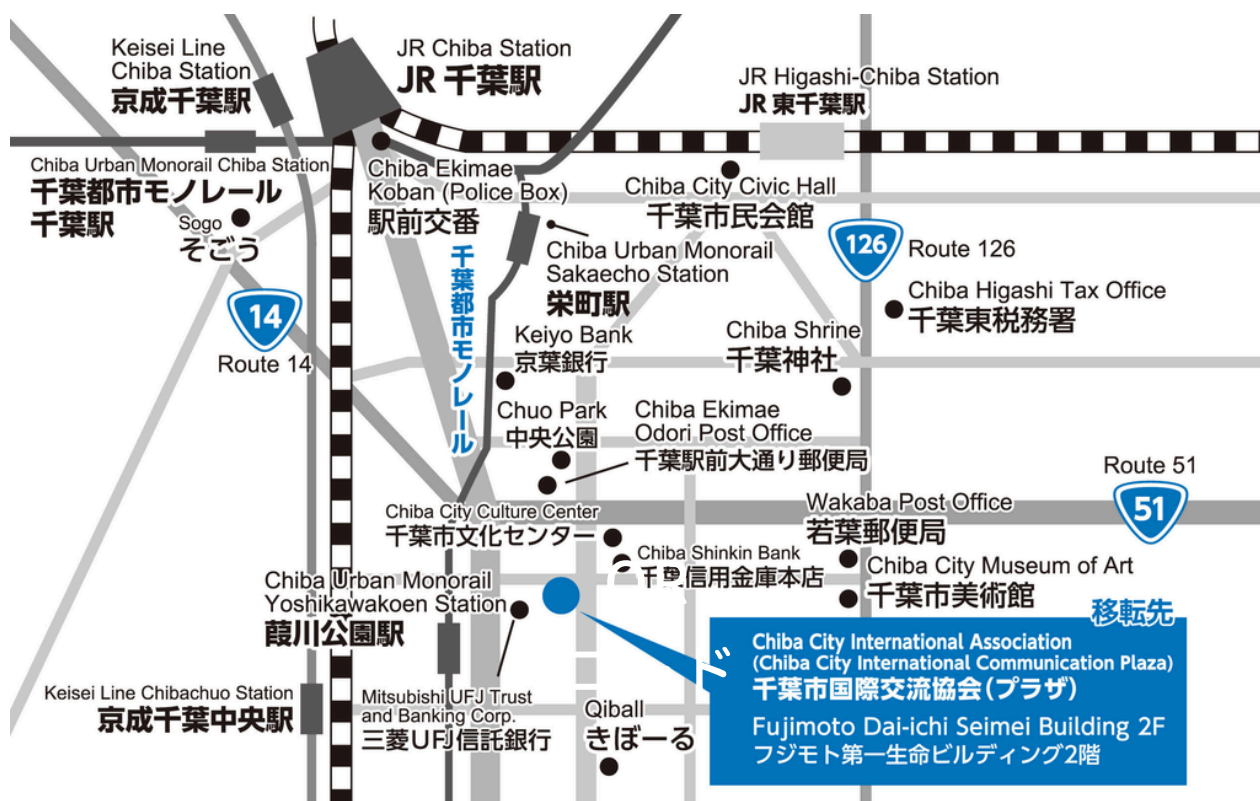 Keisei Line
Chiba Station
京成千葉駅
JR Chiba Station
JR 千葉駅
JR Higashi-Chiba Station
JR 東千葉駅
Chiba Urban Monorail Chiba Station
千葉都市モノレール
千葉駅
Sogo
そごう
Chiba Ekimae
Koban (Police Box)
駅前交番
Chiba City Civic Hall
千葉市民会館
126
Route 126
千葉都市モノレール
Chiba Urban Monorail
Sakaecho Station
栄町駅
Chiba Higashi Tax Office
千葉東税務署
14
Route 14
Keiyo Bank
京葉銀行
Chiba Shrine
千葉神社
Chuo Park
中央公園
Chiba Ekimae
Odori Post Office
千葉駅前大通り郵便局
Route 51
51
Chiba City Culture Center
千葉市文化センター
Wakaba Post Office
若葉郵便局
Chiba Shinkin Bank
千葉信用金庫本店
Chiba City Museum of Art
千葉市美術館
Chiba Urban Monorail
Yoshikawakoen Station
葭川公園駅
移転先
Chiba City International Association
(Chiba City International Communication Plaza)
千葉市国際交流協会(プラザ)
Fujimoto Dai-ichi Seimei Building 2F
フジモト第一生命ビルディング2階
Keisei Line Chibachuo Station
京成千葉中央駅
Mitsubishi UFJ Trust
and Banking Corp.
三菱UFJ信託銀行
Qiball
きぼーる